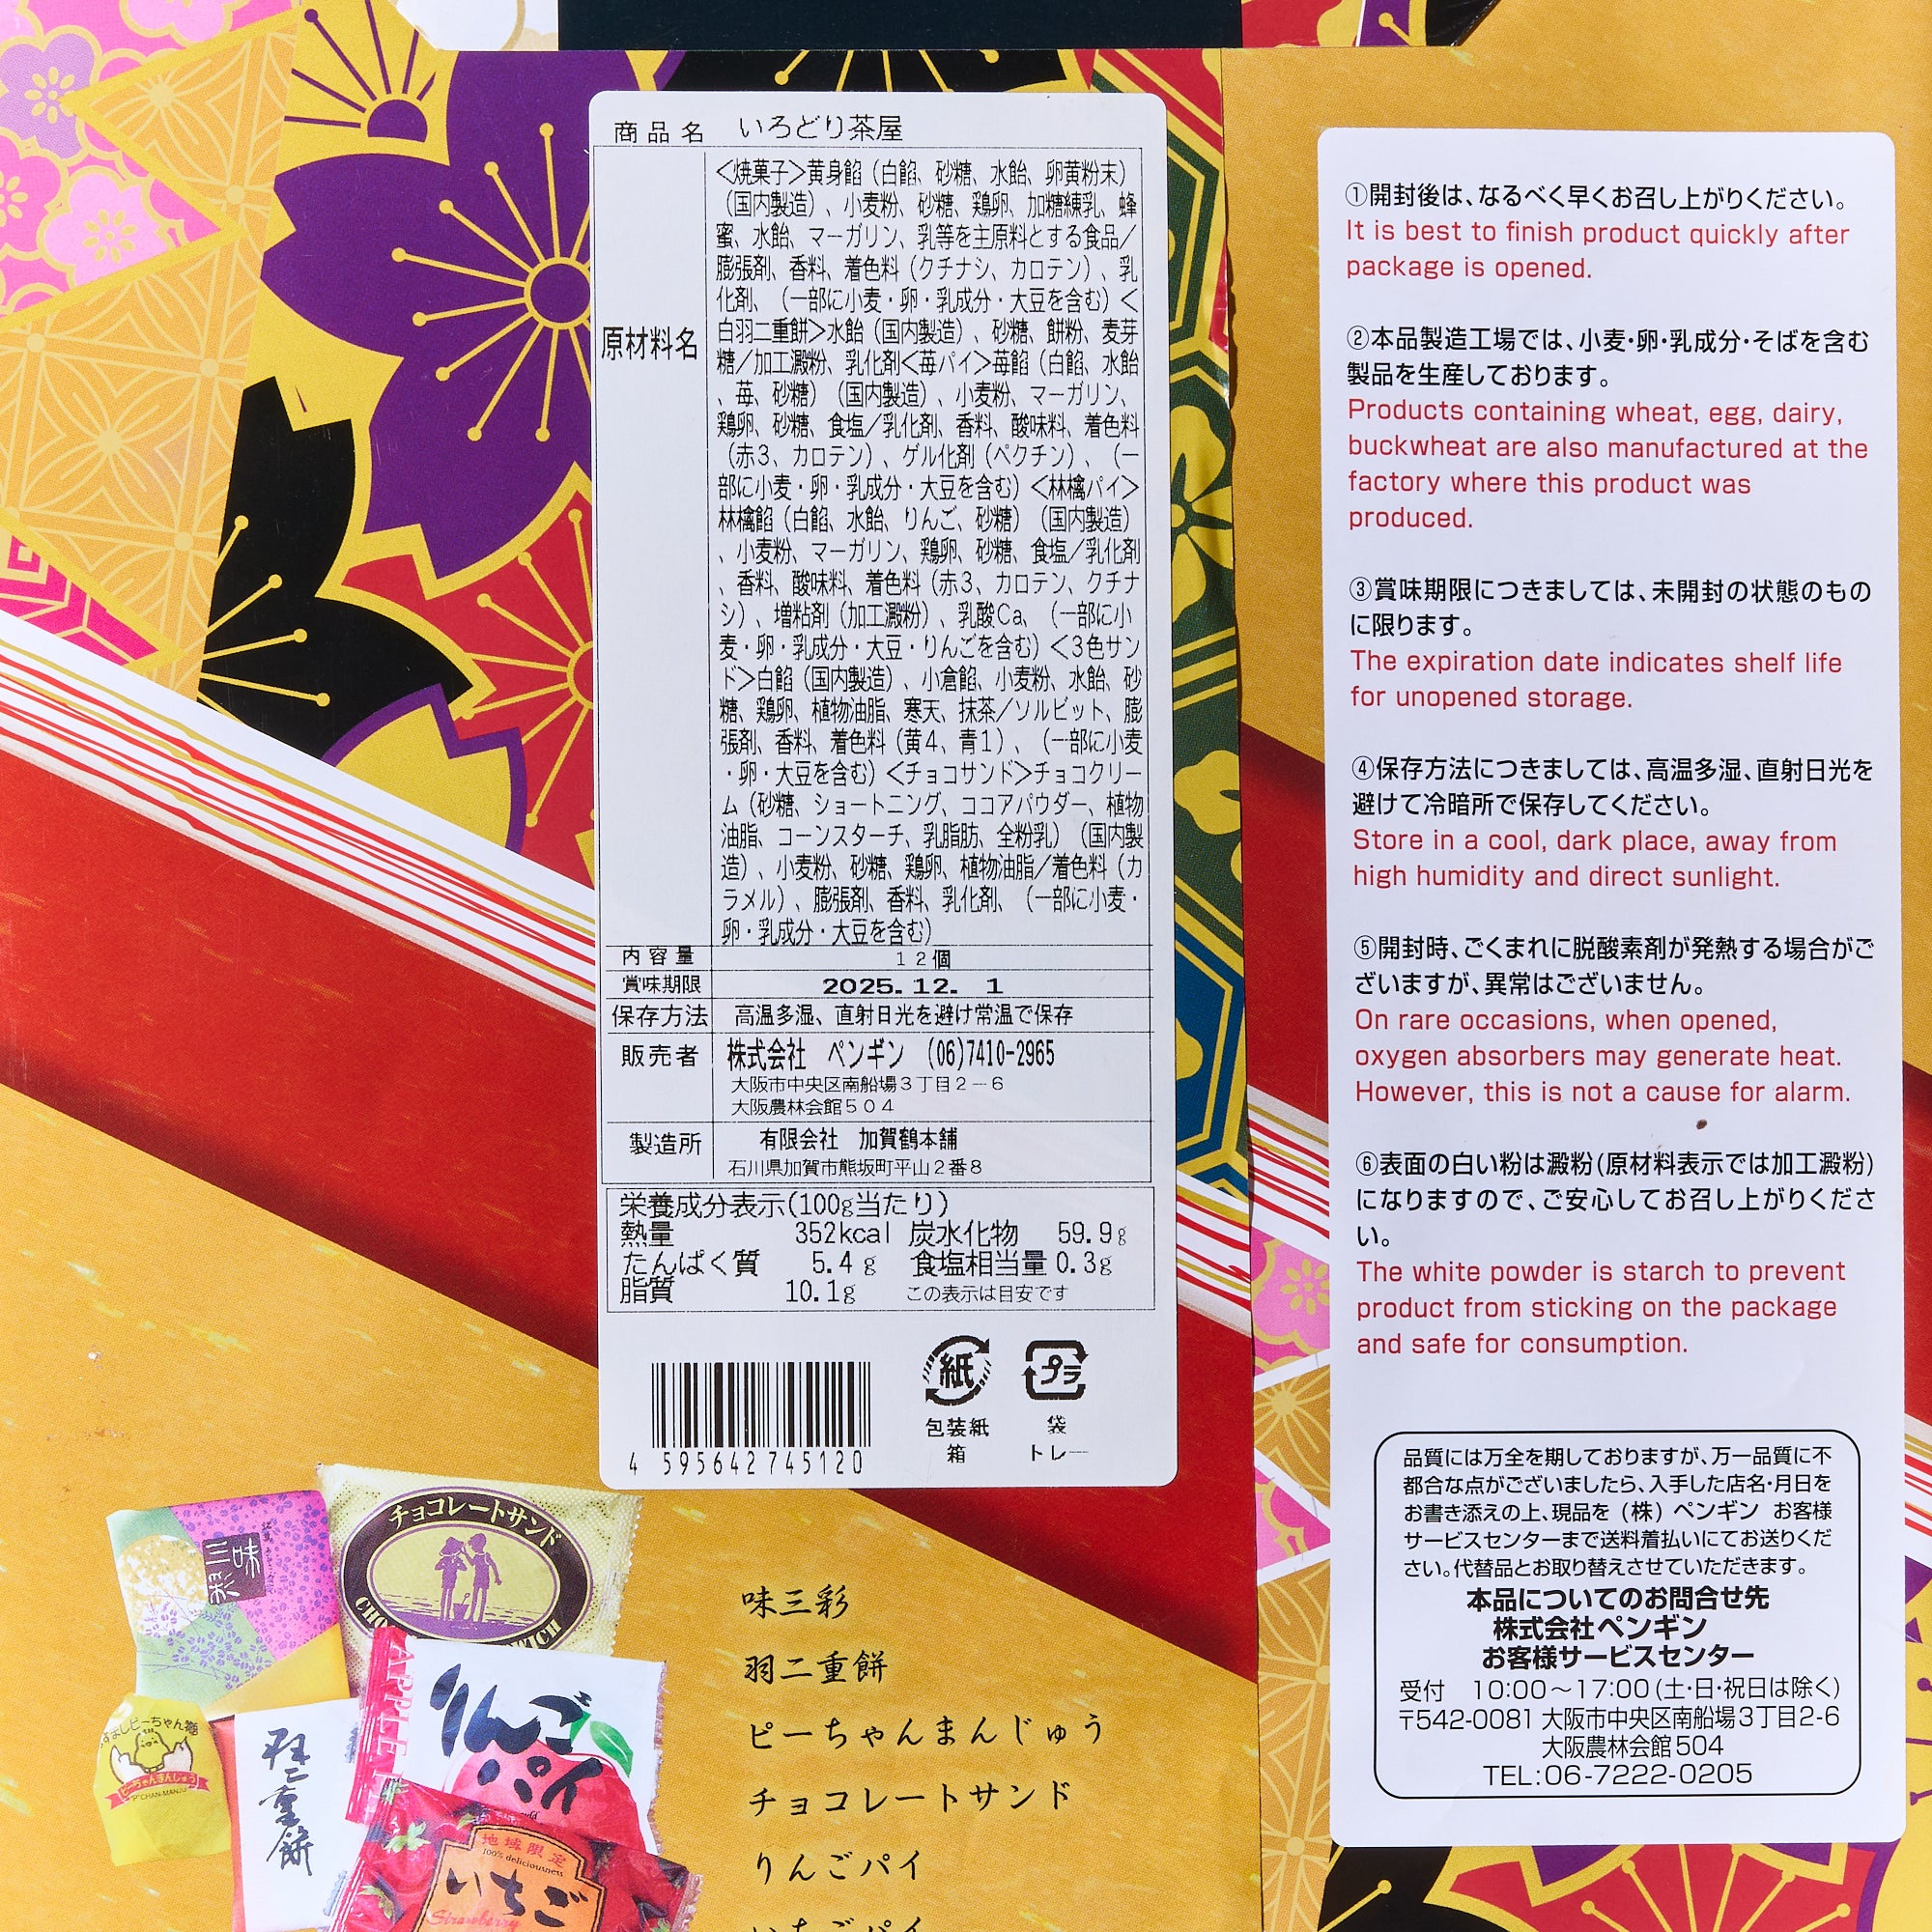 商品名 いろどり茶屋
原材料名
<焼菓子>黄身餡(白餡、砂糖、水飴、卵黄粉末)
(国内製造)、小麦粉、砂糖、鶏卵、加糖練乳、蜂
蜜、水飴、マーガリン、乳等を主原料とする食品/
膨張剤、香料、着色料(クチナシ、カロテン)、乳
化剤、(一部に小麦・卵・乳成分・大豆を含む)<
白羽二重餅>水飴(国内製造)、砂糖、餅粉、麦芽
糖/加工澱粉、乳化剤<苺パイ>苺餡(白餡、水飴
、苺、砂糖)(国内製造)、小麦粉、マーガリン、
鶏卵、砂糖、食塩/乳化剤、香料、酸味料、着色料
(赤3、カロテン)、ゲル化剤(ペクチン)、(一
部に小麦・卵・乳成分・大豆を含む)<林檎パイ>
林檎餡(白餡、水飴、りんご、砂糖)(国内製造)
、小麦粉、マーガリン、鶏卵、砂糖、食塩/乳化剤
、香料、酸味料、着色料(赤3、カロテン、クチナ
シ)、増粘剤(加工澱粉)、乳酸Ca、(一部に小
麦・卵・乳成分・大豆・りんごを含む)<3色サン
ド>白餡(国内製造)、小倉餡、小麦粉、水飴、砂
糖、鶏卵、植物油脂、寒天、抹茶/ソルビット、膨
張剤、香料、着色料(黄4、青1)、(一部に小麦
・卵・大豆を含む)<チョコサンド>チョコクリー
ム(砂糖、ショートニング、ココアパウダー、植物
油脂、コーンスターチ、乳脂肪、全粉乳)(国内製
造)、小麦粉、砂糖、鶏卵、植物油脂/着色料(カ
ラメル)、膨張剤、香料、乳化剤、(一部に小麦・
卵・乳成分・大豆を含む)
内容量 12個
賞味期限 2025.12. 1
保存方法 高温多湿、直射日光を避け常温で保存
販売者 株式会社 ペンギン (06)7410-2965
大阪市中央区南船場3丁目2-6
大阪農林会館504
製造所 有限会社 加賀鶴本舗
石川県加賀市熊坂町平山2番8
栄養成分表示(100g当たり)
熱量 352kcal 炭水化物 59.9g
たんぱく質 5.4g 食塩相当量 0.3g
脂質 10.1g この表示は目安です
紙 プラ
包装紙 袋
箱 トレー
4 595642 745120
①開封後は、なるべく早くお召し上がりください。
It is best to finish product quickly after
package is opened.
②本品製造工場では、小麦・卵・乳成分・そばを含む
製品を生産しております。
Products containing wheat, egg, dairy,
buckwheat are also manufactured at the
factory where this product was
produced.
③賞味期限につきましては、未開封の状態のもの
に限ります。
The expiration date indicates shelf life
for unopened storage.
④保存方法につきましては、高温多湿、直射日光を
避けて冷暗所で保存してください。
Store in a cool, dark place, away from
high humidity and direct sunlight.
⑤開封時、ごくまれに脱酸素剤が発熱する場合がご
ざいますが、異常はございません。
On rare occasions, when opened,
oxygen absorbers may generate heat.
However, this is not a cause for alarm.
⑥表面の白い粉は澱粉(原材料表示では加工澱粉)
になりますので、ご安心してお召し上がりくださ
い。
The white powder is starch to prevent
product from sticking on the package
and safe for consumption.
品質には万全を期しておりますが、万一品質に不
都合な点がございましたら、入手した店名・月日を
お書き添えの上、現品を (株) ペンギン お客様
サービスセンターまで送料着払いにてお送りくだ
さい。代替品とお取り替えさせていただきます。
本品についてのお問合せ先
株式会社ペンギン
お客様サービスセンター
受付 10:00~17:00(土・日・祝日は除く)
〒542-0081 大阪市中央区南船場3丁目2-6
大阪農林会館504
TEL:06-7222-0205
味三彩
羽二重餅
ピーちゃんまんじゅう
チョコレートサンド
りんごパイ
いちごパイ
味三彩
チョコレートサンド
APPLE
りんごパイ
ピーちゃんまんじゅう
P'CHAN-MANJU
羽二重餅
地域限定
100% deliciousness
いちご
Strawberry